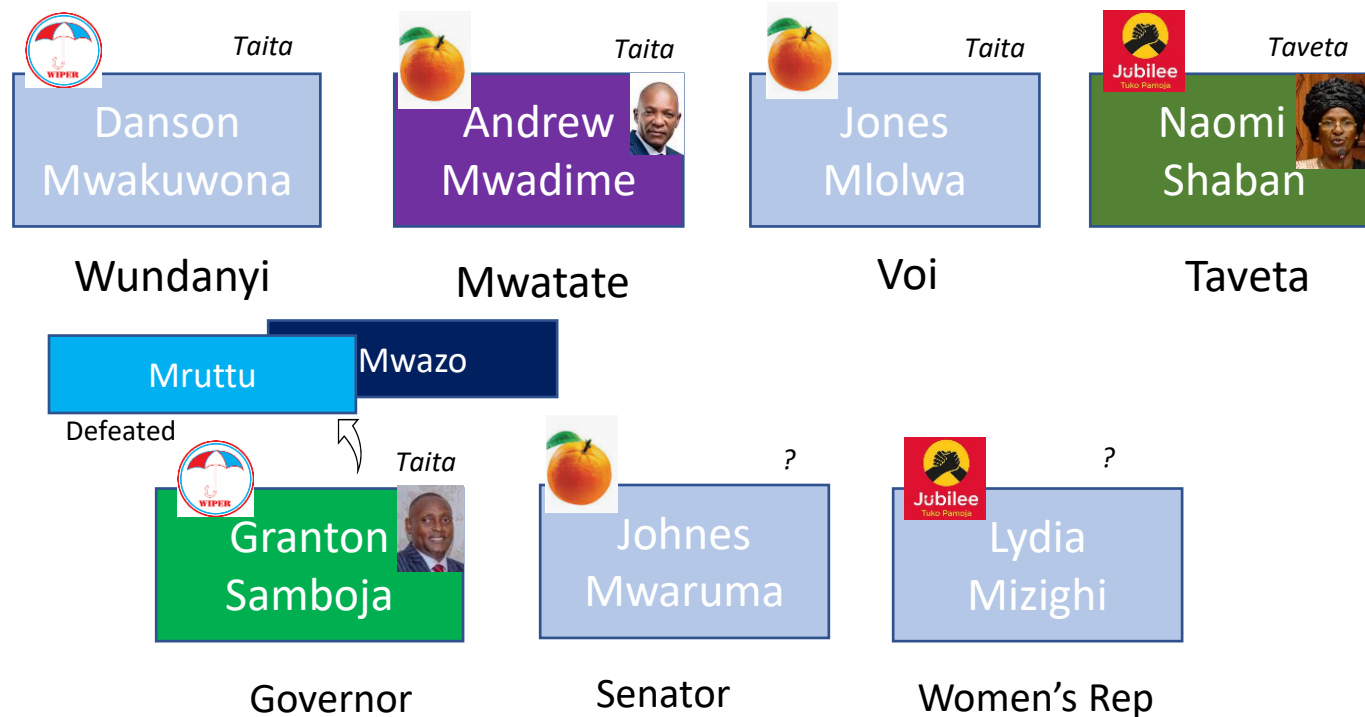 Taita
WIPER
Danson
Mwakuwona
Wundanyi
Taita
Andrew
Mwadime
Mwatate
Taita
Jones
Mlolwa
Voi
Taveta
Jubilee
Tuko Pamoja
Naomi
Shaban
Taveta
Mruttu
Mwazo
Defeated
Taita
WIPER
Granton
Samboja
Governor
?
Johnes
Mwaruma
Senator
?
Jubilee
Tuko Pamoja
Lydia
Mizighi
Women's Rep